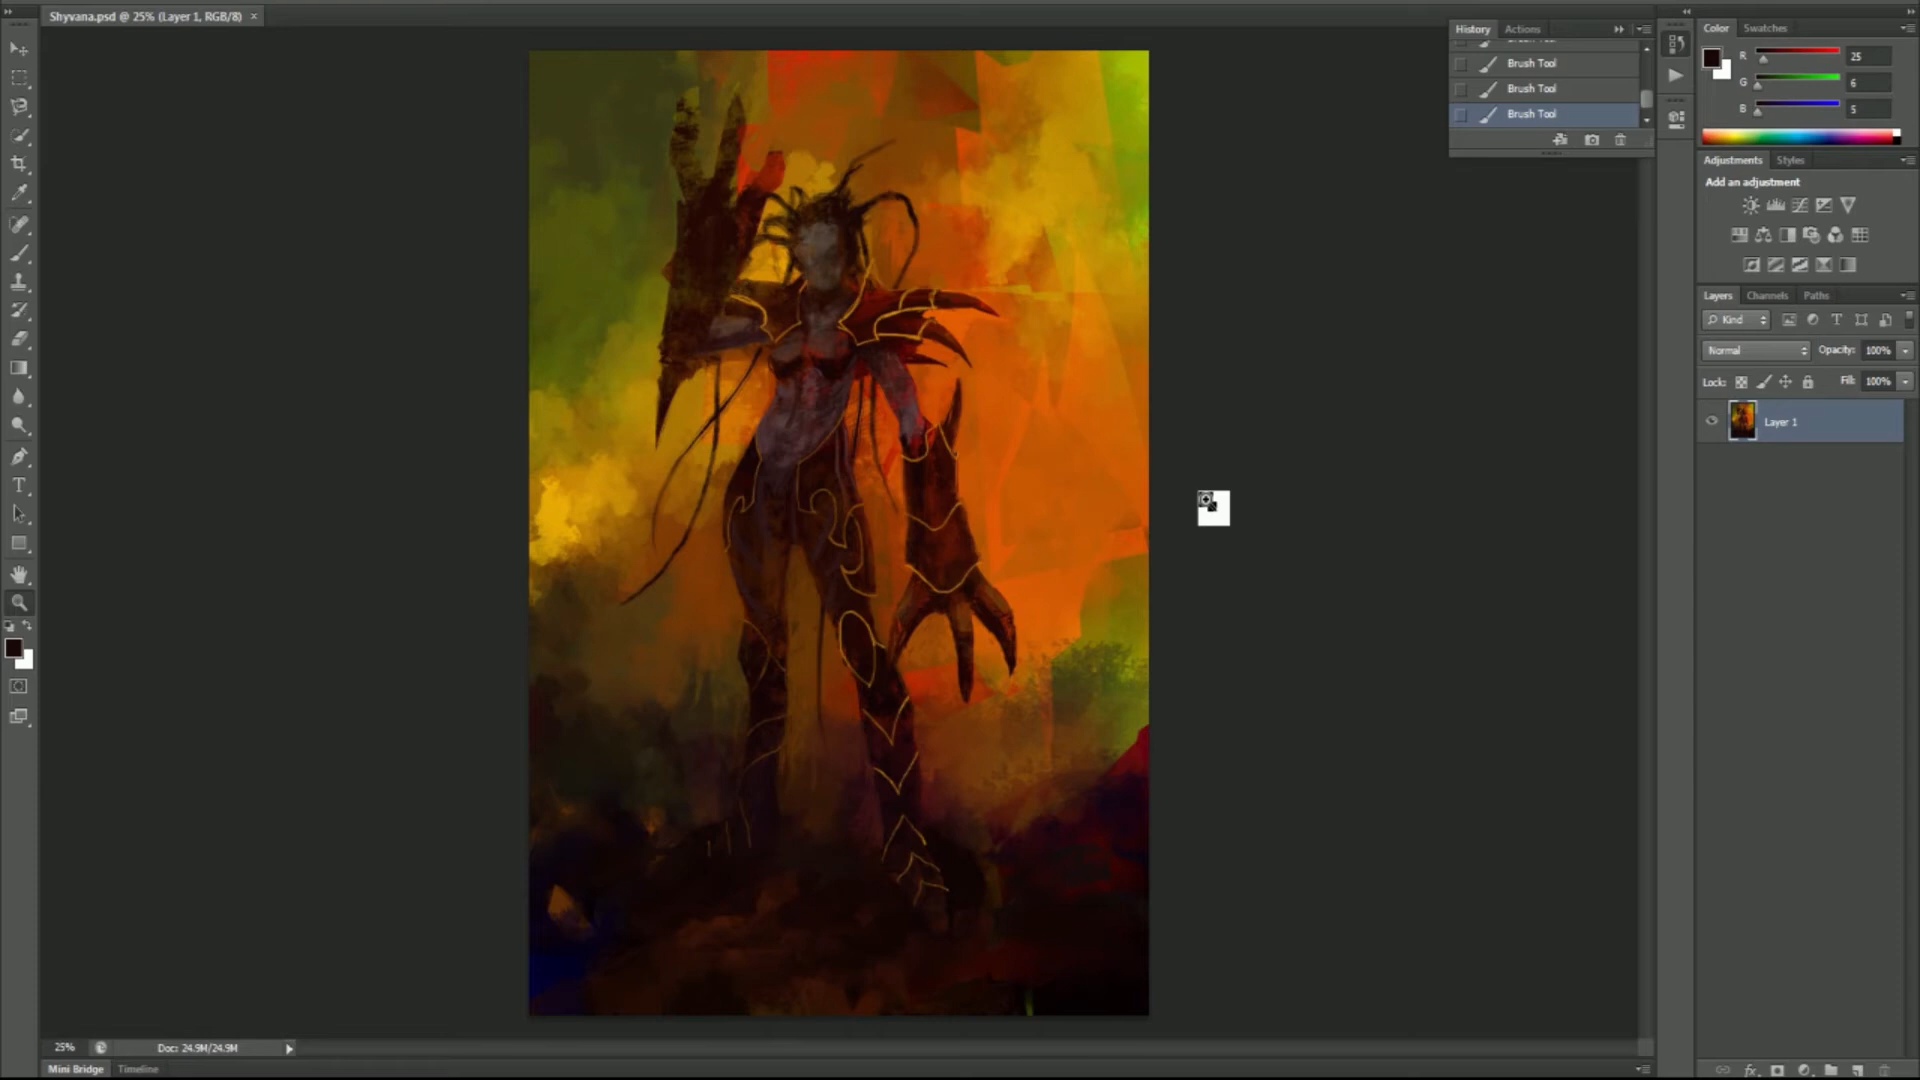 Shyvana.psd @ 25% (Layer 1, RGB/8) ×
History Actions
Brush Tool
Brush Tool
Brush Tool
Color Swatches
R 25
G 6
B 5
Adjustments Styles
Add an adjustment
Layers Channels Paths
Kind
Normal Opacity: 100%
Lock: Fill: 100%
Layer 1
T
25% Doc: 24.9M/24.9M
Mini Bridge Timeline
fx